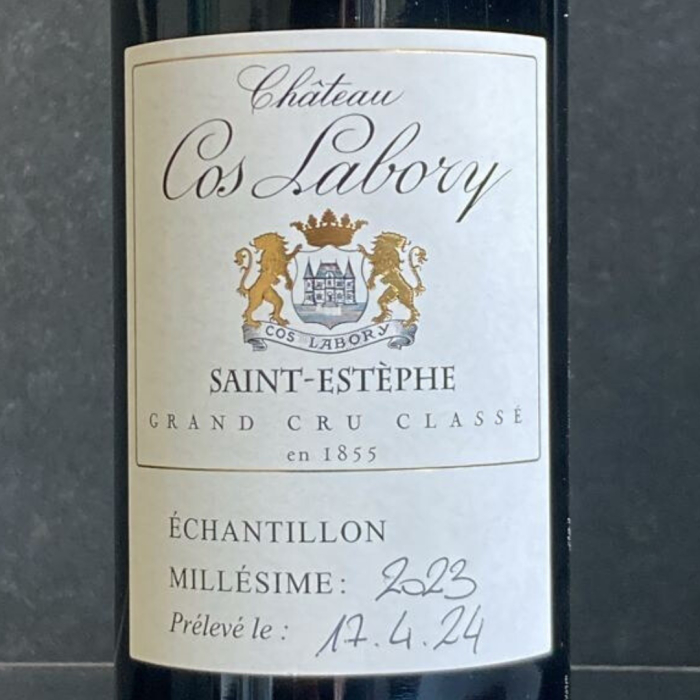 Château
Cos Labory
COS LABORY
SAINT-ESTÈPHE
GRAND CRU CLASSÉ
en 1855
ÉCHANTILLON
MILLÉSIME: 2023
Prélevé le : 17.4.24